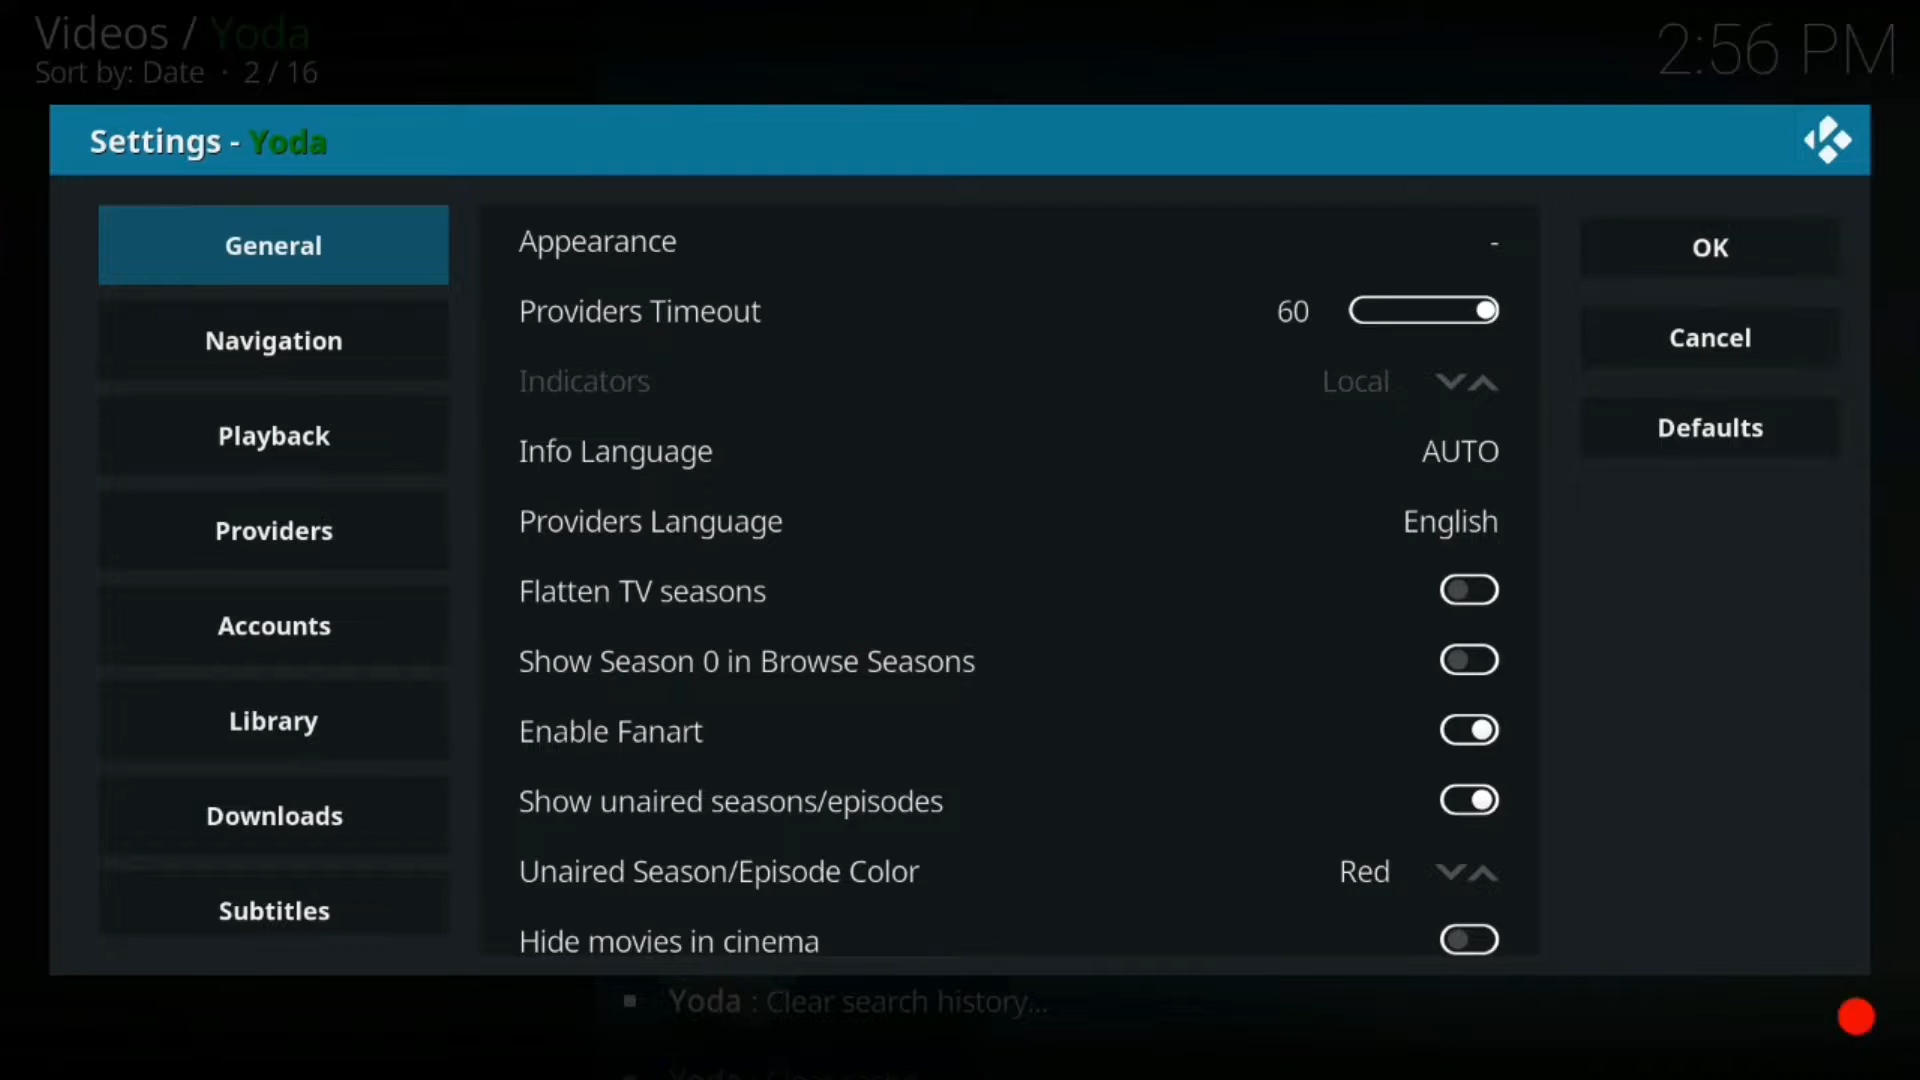 Videos / Yoda
Sort by: Date · 2 / 16
2:56 PM
Settings - Yoda
General
Navigation
Playback
Providers
Accounts
Library
Downloads
Subtitles
Appearance -
Providers Timeout 60
Indicators Local
Info Language AUTO
Providers Language English
Flatten TV seasons
Show Season 0 in Browse Seasons
Enable Fanart
Show unaired seasons/episodes
Unaired Season/Episode Color Red
Hide movies in cinema
OK
Cancel
Defaults
Yoda : Clear search history...